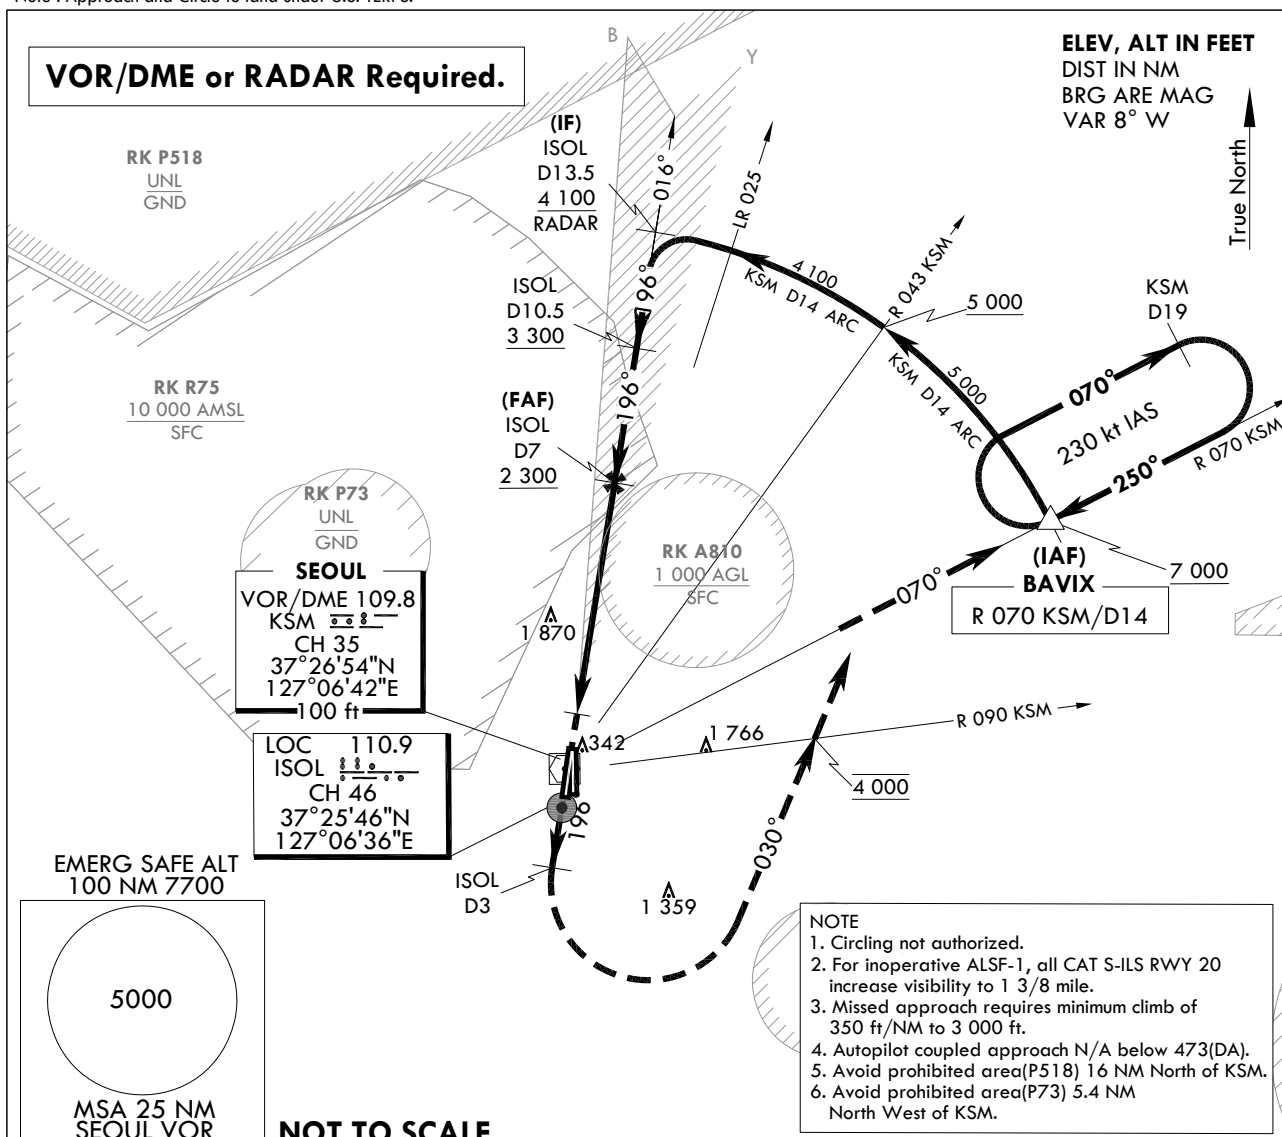 VOR/DME or RADAR Required.
ELEV, ALT IN FEET
DIST IN NM
BRG ARE MAG
VAR 8° W
True North
B
Y
RK P518
UNL
GND
(IF)
ISOL
D13.5
4 100
RADAR
016°
LR 025
4 100
KSM D14 ARC
R 043 KSM
5 000
5 000
KSM D14 ARC
KSM
D19
070°
230 kt IAS
250°
R 070 KSM
196°
ISOL
D10.5
3 300
196°
RK R75
10 000 AMSL
SFC
(FAF)
ISOL
D7
2 300
RK P73
UNL
GND
RK A810
1 000 AGL
SFC
(IAF)
BAVIX
R 070 KSM/D14
7 000
070°
SEOUL
VOR/DME 109.8
KSM
CH 35
37°26'54"N
127°06'42"E
100 ft
1 870
LOC 110.9
ISOL
CH 46
37°25'46"N
127°06'36"E
342
1 766
R 090 KSM
4 000
196
030°
ISOL
D3
1 359
EMERG SAFE ALT
100 NM 7700
5000
MSA 25 NM
SEOUL VOR
NOT TO SCALE
NOTE
1. Circling not authorized.
2. For inoperative ALSF-1, all CAT S-ILS RWY 20
increase visibility to 1 3/8 mile.
3. Missed approach requires minimum climb of
350 ft/NM to 3 000 ft.
4. Autopilot coupled approach N/A below 473(DA).
5. Avoid prohibited area(P518) 16 NM North of KSM.
6. Avoid prohibited area(P73) 5.4 NM
North West of KSM.